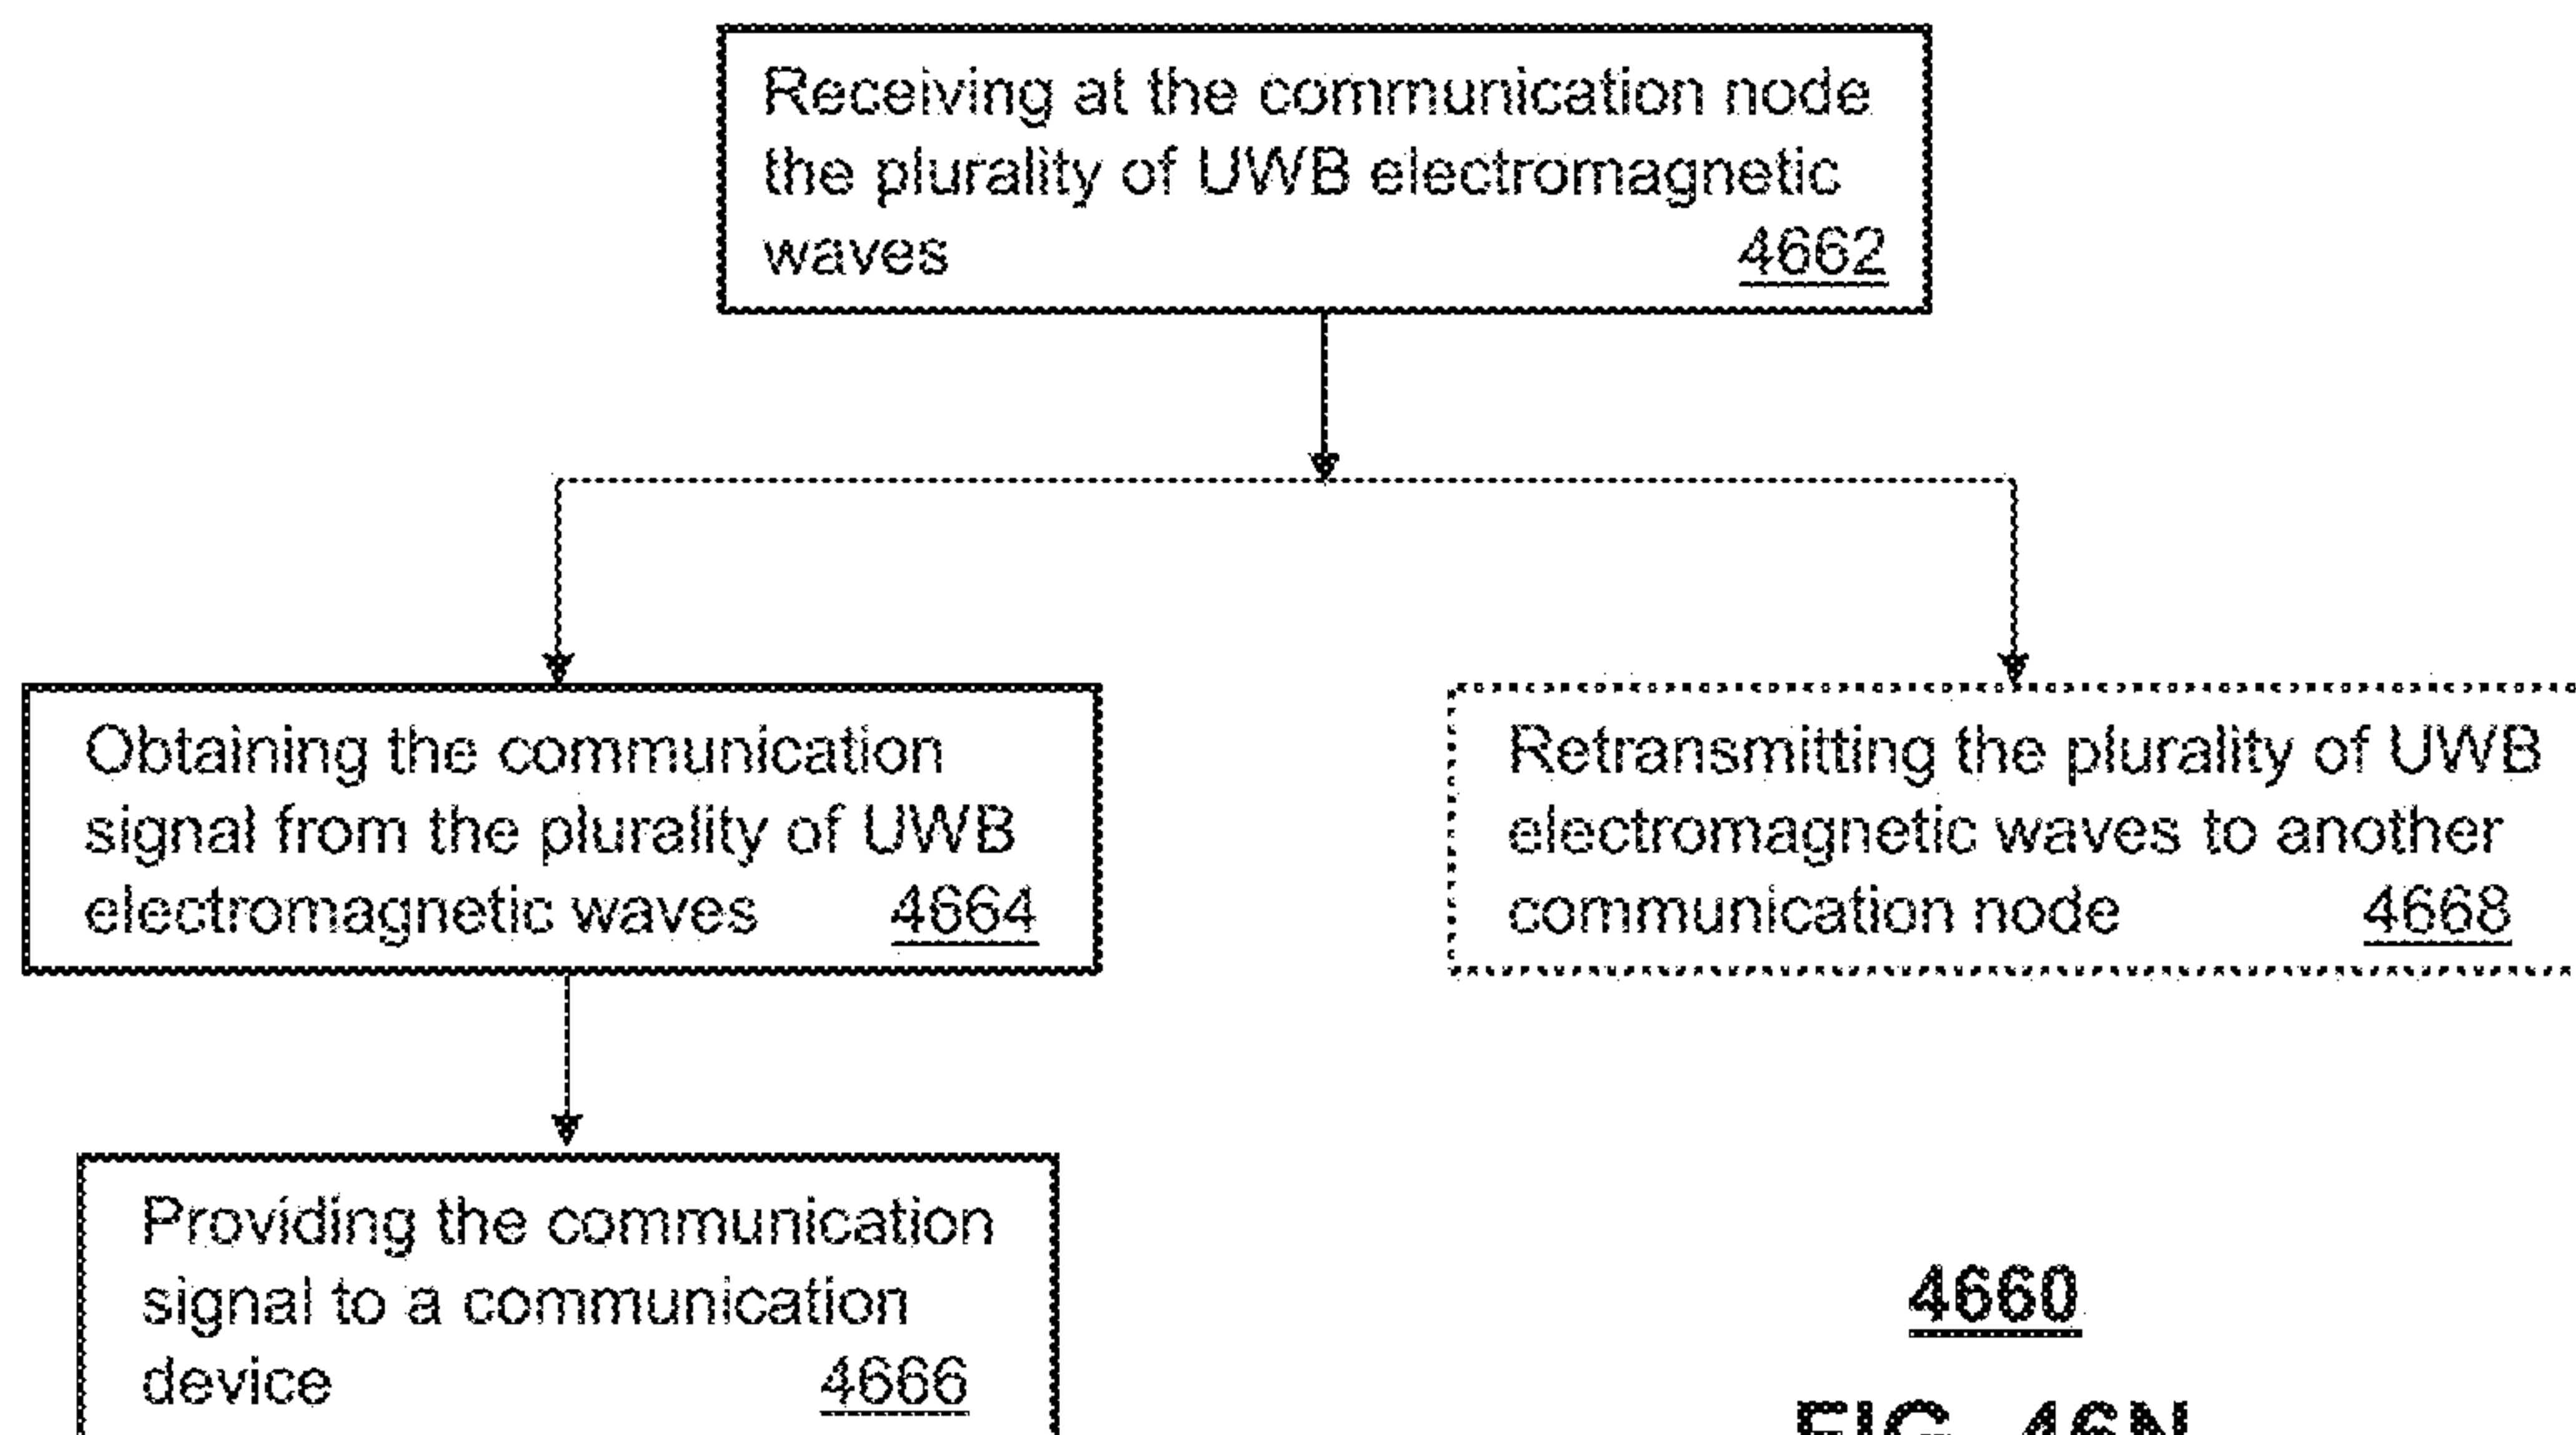 Receiving at the communication node
the plurality of UWB electromagnetic
waves 4662
Obtaining the communication
signal from the plurality of UWB
electromagnetic waves 4664
Retransmitting the plurality of UWB
electromagnetic waves to another
communication node 4668
Providing the communication
signal to a communication
device 4666
4660
FIG. 46N